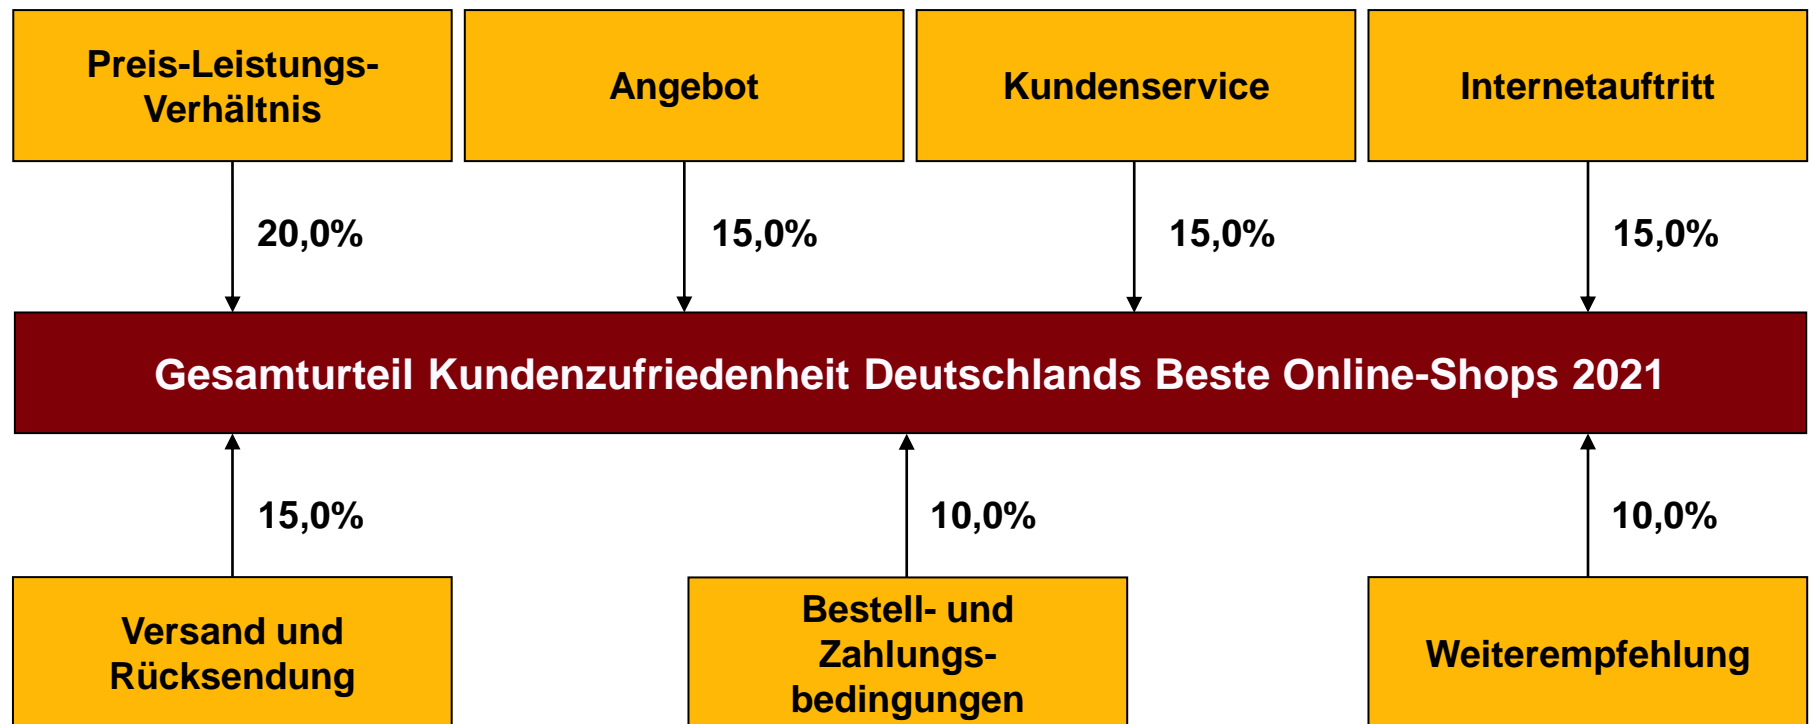 Preis-Leistungs-
Verhältnis
Angebot
Kundenservice
Internetauftritt
20,0%
15,0%
15,0%
15,0%
Gesamturteil Kundenzufriedenheit Deutschlands Beste Online-Shops 2021
15,0%
10,0%
10,0%
Versand und
Rücksendung
Bestell- und
Zahlungs-
bedingungen
Weiterempfehlung